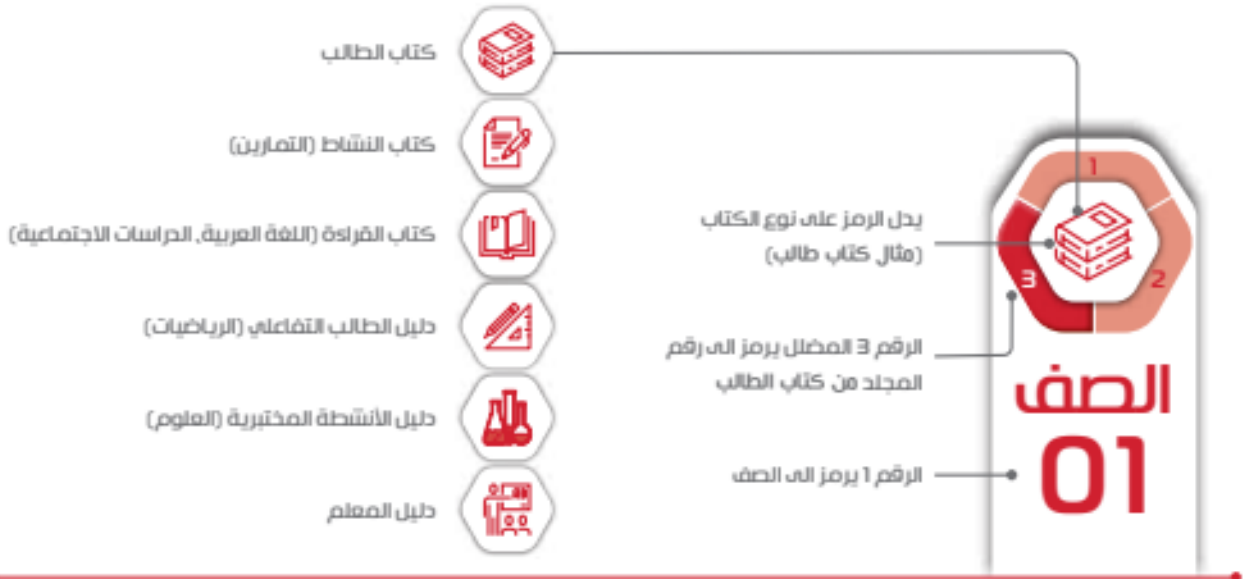 1
2
3
الصف
01
يدل الرمز على نوع الكتاب
(مثال كتاب طالب)
الرقم 3 المضلل يرمز الى رقم
المجلد من كتاب الطالب
الرقم 1 يرمز الى الصف
كتاب الطالب
كتاب النشاط (التمارين)
كتاب القراءة (اللغة العربية, الدراسات الاجتماعية)
دليل الطالب التفاعلي (الرياضيات)
دليل الأنشطة المختبرية (العلوم)
دليل المعلم